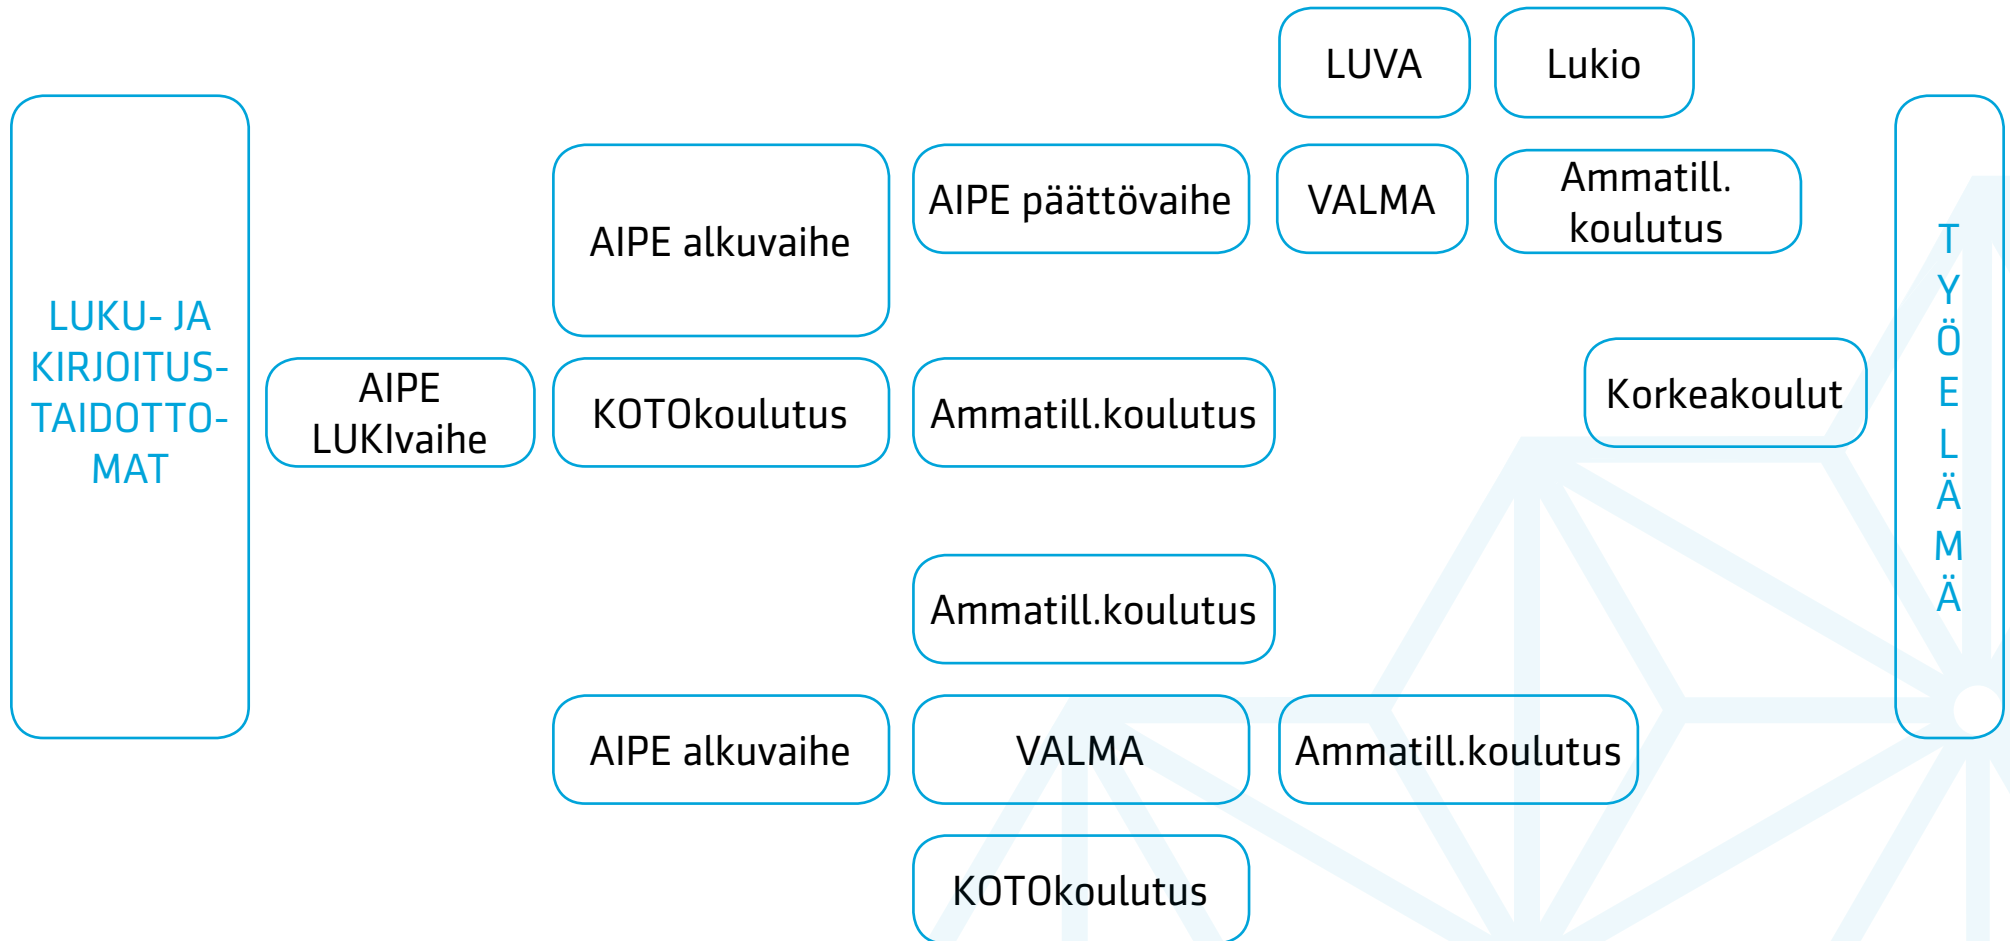 LUKU- JA
KIRJOITUS-
TAIDOTTO-
MAT
AIPE
LUKIvaihe
AIPE alkuvaihe
KOTOkoulutus
AIPE alkuvaihe
AIPE päättövaihe
Ammatill.koulutus
Ammatill.koulutus
VALMA
KOTOkoulutus
LUVA
Lukio
VALMA
Ammatill.
koulutus
Ammatill.koulutus
Korkeakoulut
T
Y
Ö
E
L
Ä
M
Ä